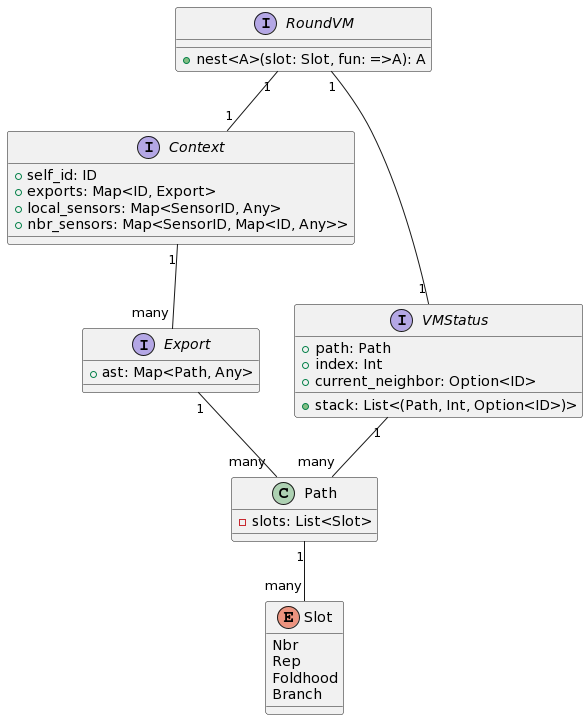 I RoundVM
nest<A>(slot: Slot, fun: =>A): A
1
1
1
I Context
self_id: ID
exports: Map<ID, Export>
local_sensors: Map<SensorID, Any>
nbr_sensors: Map<SensorID, Map<ID, Any>>
1
1
many
I VMStatus
path: Path
index: Int
current_neighbor: Option<ID>
stack: List<(Path, Int, Option<ID>)>
I Export
ast: Map<Path, Any>
1
1
many
many
C Path
slots: List<Slot>
1
many
E Slot
Nbr
Rep
Foldhood
Branch